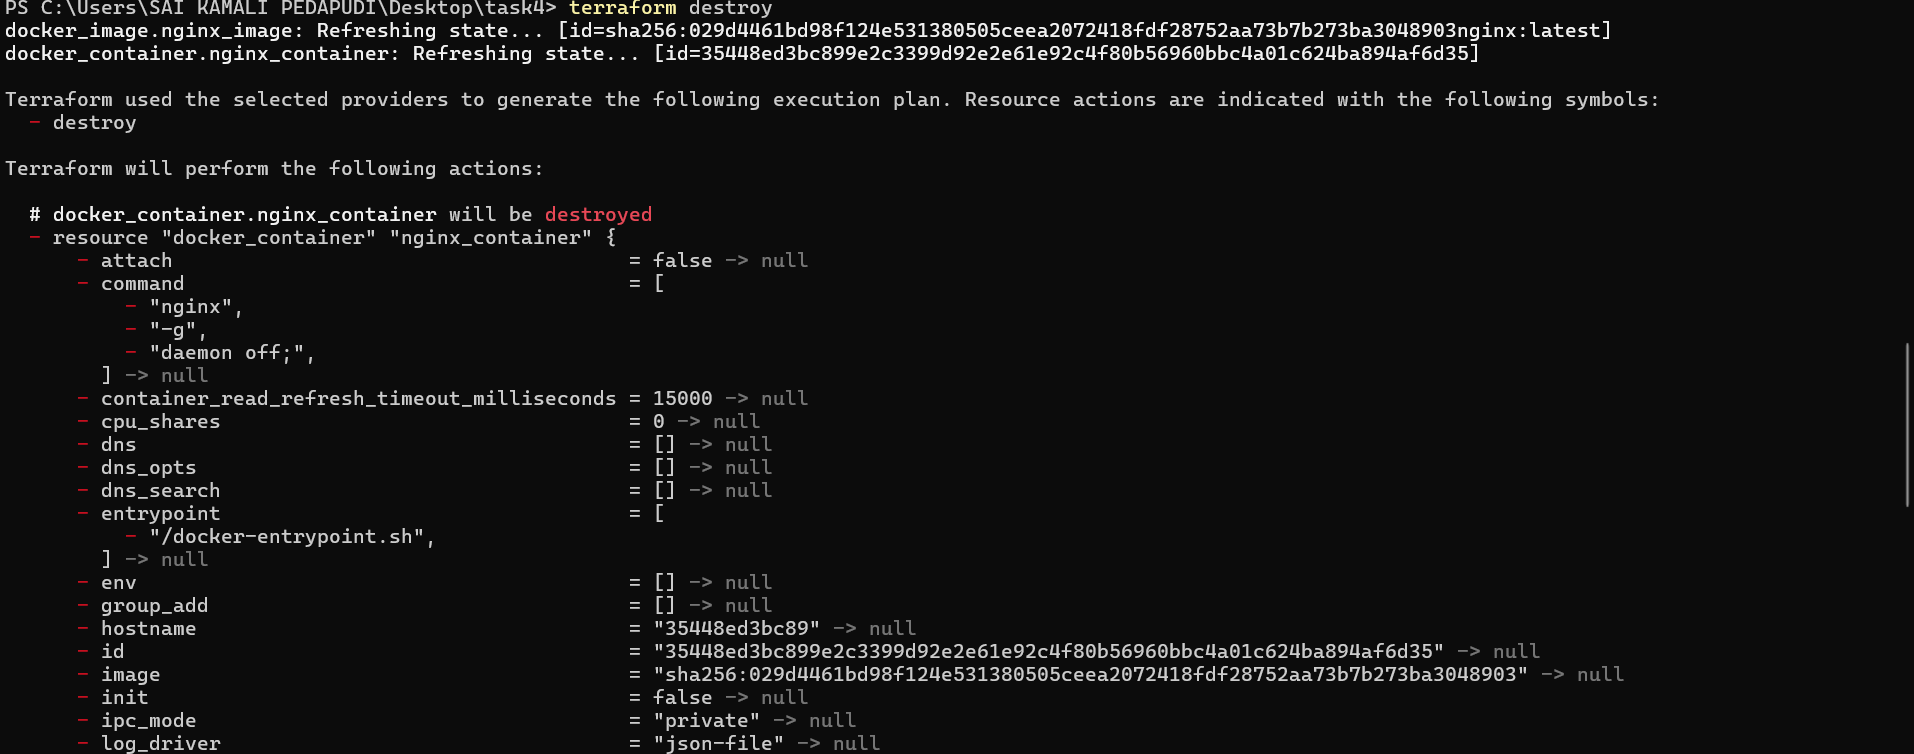 PS C:\Users\SAI KAMALI PEDAPUDI\Desktop\task4> terraform destroy
docker_image.nginx_image: Refreshing state... [id=sha256:029d4461bd98f124e531380505ceea2072418fdf28752aa73b7b273ba3048903nginx:latest]
docker_container.nginx_container: Refreshing state... [id=35448ed3bc899e2c3399d92e2e61e92c4f80b56960bbc4a01c624ba894af6d35]
Terraform used the selected providers to generate the following execution plan. Resource actions are indicated with the following symbols:
- destroy
Terraform will perform the following actions:
# docker_container.nginx_container will be destroyed
- resource "docker_container" "nginx_container" {
- attach = false -> null
- command = [
- "nginx",
- "-g",
- "daemon off;",
] -> null
- container_read_refresh_timeout_milliseconds = 15000 -> null
- cpu_shares = 0 -> null
- dns = [] -> null
- dns_opts = [] -> null
- dns_search = [] -> null
- entrypoint = [
- "/docker-entrypoint.sh",
] -> null
- env = [] -> null
- group_add = [] -> null
- hostname = "35448ed3bc89" -> null
- id = "35448ed3bc899e2c3399d92e2e61e92c4f80b56960bbc4a01c624ba894af6d35" -> null
- image = "sha256:029d4461bd98f124e531380505ceea2072418fdf28752aa73b7b273ba3048903" -> null
- init = false -> null
- ipc_mode = "private" -> null
- log_driver = "json-file" -> null